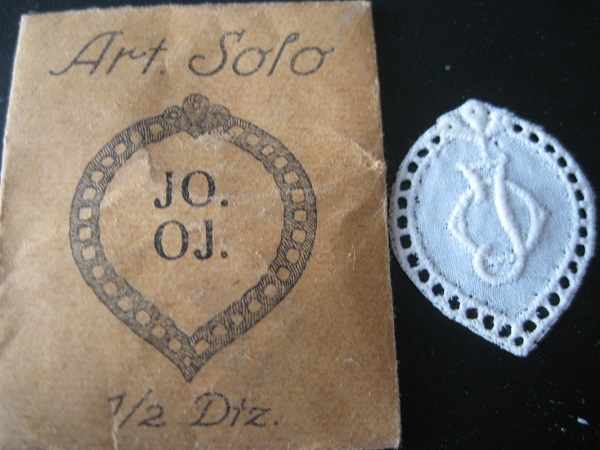 Art. Solo
JO.
OJ.
1/2 Dtz.